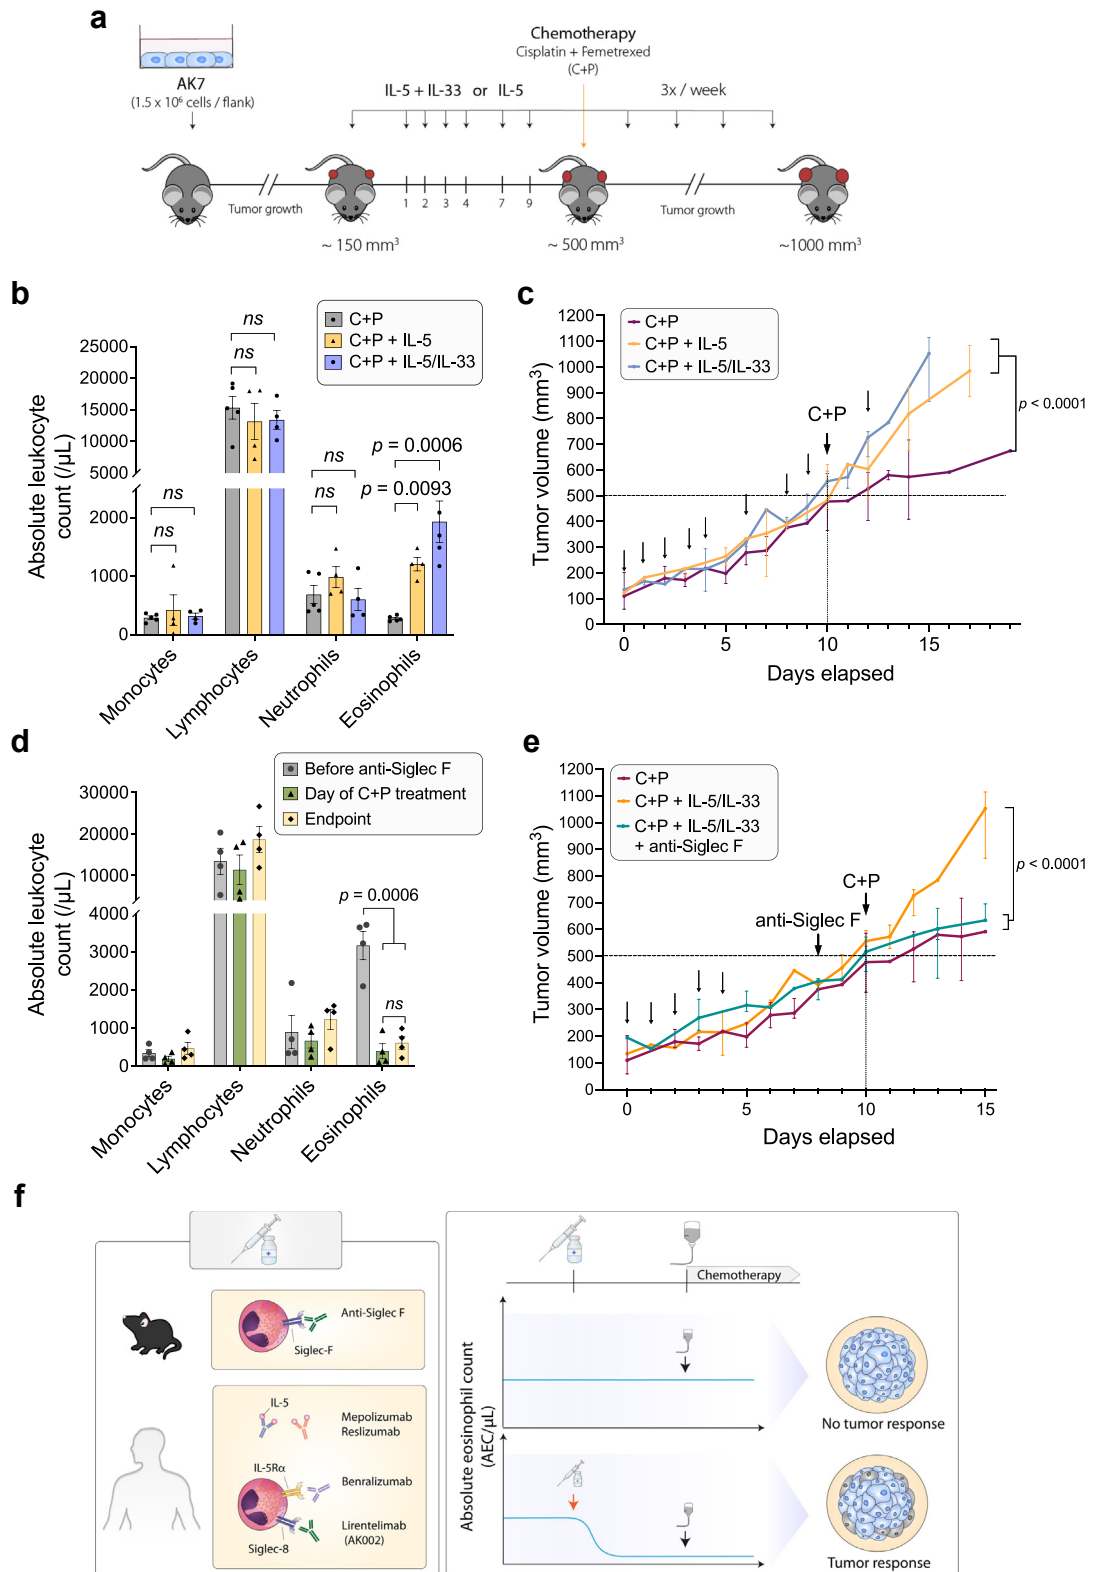 a
Chemotherapy
Cisplatin + Femetrexed
(C+P)
AK7
(1.5 x 10⁶ cells / flank)
IL-5 + IL-33 or IL-5
3x / week
Tumor growth
1 2 3 4 7 9
Tumor growth
~ 150 mm³
~ 500 mm³
~1000 mm³
b
C+P
C+P + IL-5
C+P + IL-5/IL-33
Absolute leukocyte
count (/µL)
25000
20000
15000
10000
5000
2000
1000
0
ns
ns
ns
ns
ns
ns
p = 0.0006
p = 0.0093
Monocytes
Lymphocytes
Neutrophils
Eosinophils
c
C+P
C+P + IL-5
C+P + IL-5/IL-33
Tumor volume (mm³)
1200
1100
1000
900
800
700
600
500
400
300
200
100
0
C+P
p < 0.0001
0 5 10 15
Days elapsed
d
Before anti-Siglec F
Day of C+P treatment
Endpoint
Absolute leukocyte
count (/µL)
30000
20000
10000
4000
3000
2000
1000
0
p = 0.0006
ns
Monocytes
Lymphocytes
Neutrophils
Eosinophils
e
C+P
C+P + IL-5/IL-33
C+P + IL-5/IL-33
+ anti-Siglec F
Tumor volume (mm³)
1200
1100
1000
900
800
700
600
500
400
300
200
100
0
C+P
anti-Siglec F
p < 0.0001
0 5 10 15
Days elapsed
f
Anti-Siglec F
Siglec-F
IL-5
Mepolizumab
Reslizumab
IL-5Rα
Benralizumab
Lirentelimab
(AK002)
Siglec-8
Chemotherapy
Absolute eosinophil count
(AEC/µL)
No tumor response
Tumor response